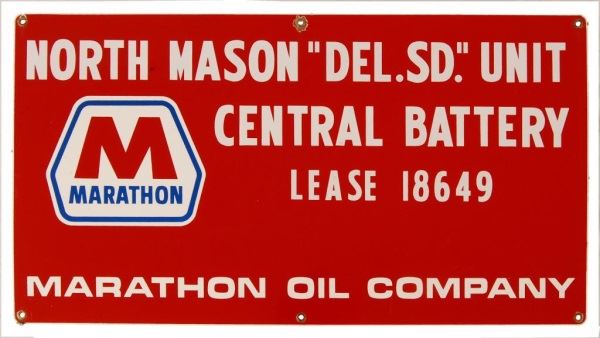 NORTH MASON "DEL.SD." UNIT
CENTRAL BATTERY
LEASE 18649
M
MARATHON
MARATHON OIL COMPANY